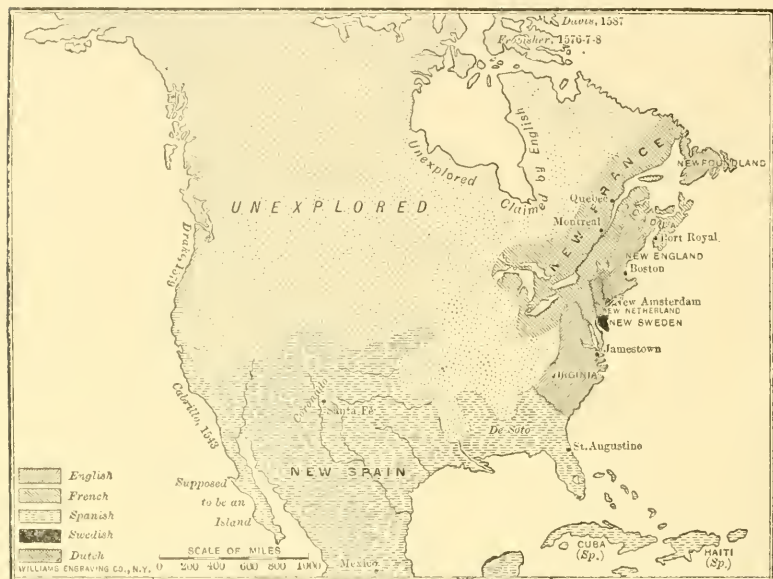 Davis, 1587
Frobisher, 1576-7-8
Unexplored Claimed by English
NEWFOUNDLAND
NEW FRANCE
UNEXPLORED
Quebec
Montreal
Port Royal
NEW ENGLAND
Boston
Drake, 1579
New Amsterdam
NEW NETHERLAND
NEW SWEDEN
Jamestown
VIRGINIA
Cabrillo, 1543
Coronado
Santa Fé
De Soto
St. Augustine
NEW SPAIN
Supposed
to be an
Island
English
French
Spanish
Swedish
Dutch
SCALE OF MILES
0 200 400 600 800 1000
Mexico
CUBA
(Sp.)
HAITI
(Sp.)
WILLIAMS ENGRAVING CO., N.Y.